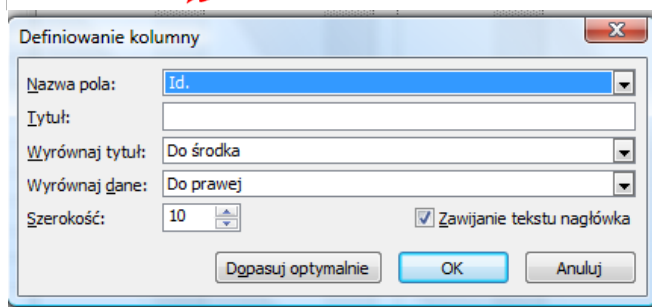 Definiowanie kolumny
Nazwa pola: Id.
Tytuł:
Wyrównaj tytuł: Do środka
Wyrównaj dane: Do prawej
Szerokość: 10 Zawijanie tekstu nagłówka
Dopasuj optymalnie OK Anuluj